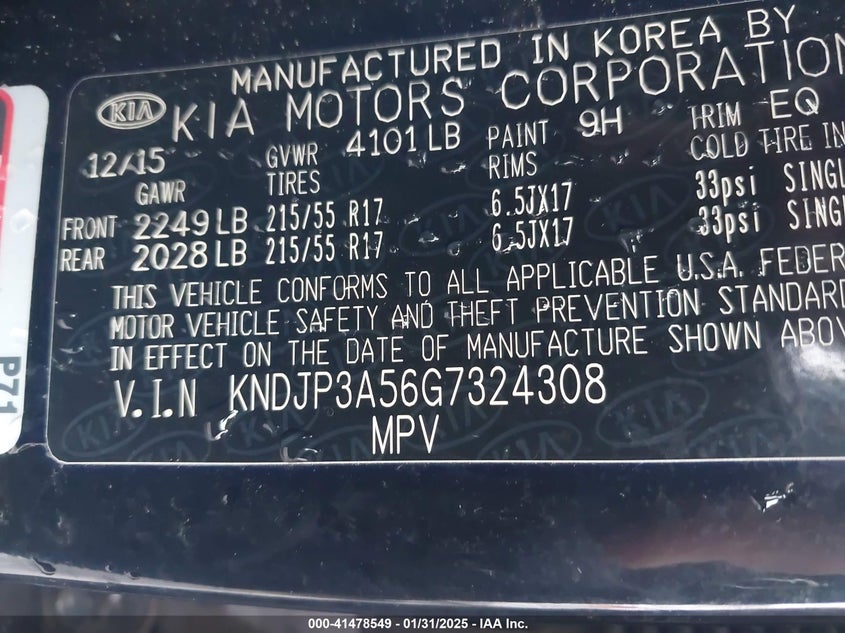 MANUFACTURED IN KOREA BY
KIA KIA MOTORS CORPORATION
12/15 GVWR 4101 LB PAINT 9H TRIM EQ
GAWR TIRES RIMS COLD TIRE IN
FRONT 2249 LB 215/55 R17 6.5JX17 33psi SINGL
REAR 2028 LB 215/55 R17 6.5JX17 33psi SINGL
THIS VEHICLE CONFORMS TO ALL APPLICABLE U.S.A. FEDER
MOTOR VEHICLE SAFETY AND THEFT PREVENTION STANDARD
IN EFFECT ON THE DATE OF MANUFACTURE SHOWN ABOV
V.I.N KNDJP3A56G7324308
MPV
P71
000-41478549 - 01/31/2025 - IAA Inc.